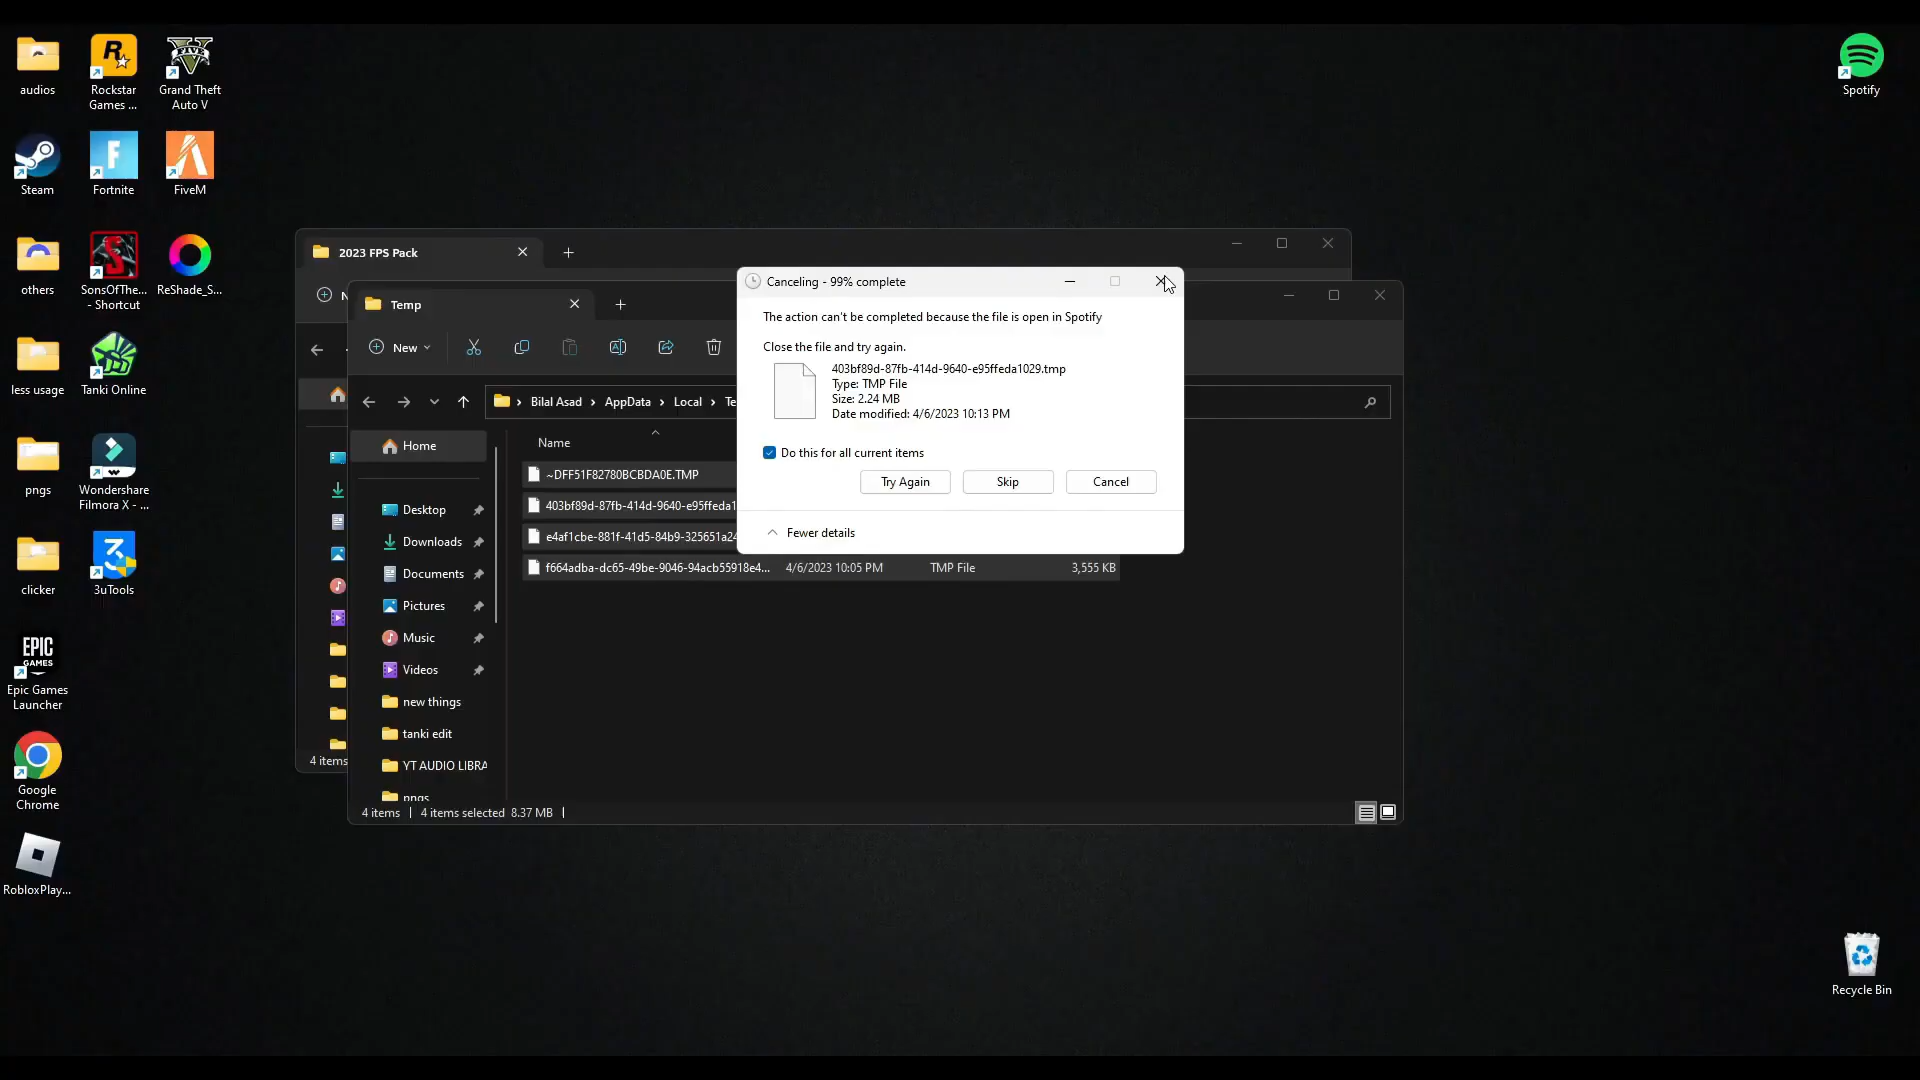 audios
Rockstar
Games ...
Grand Theft
Auto V
Spotify
Steam
Fortnite
FiveM
others
SonsOfThe...
- Shortcut
ReShade_S...
less usage
Tanki Online
pngs
Wondershare
Filmora X - ...
clicker
3uTools
EPIC
GAMES
Epic Games
Launcher
Google
Chrome
RobloxPlay...
Recycle Bin
2023 FPS Pack
N
4 items
Temp
New
Bilal Asad > AppData > Local > Te
Home
Desktop
Downloads
Documents
Pictures
Music
Videos
new things
tanki edit
YT AUDIO LIBRA
pngs
Name
~DFF51F82780BCBDA0E.TMP
403bf89d-87fb-414d-9640-e95ffeda1
e4af1cbe-881f-41d5-84b9-325651a24
f664adba-dc65-49be-9046-94acb55918e4... 4/6/2023 10:05 PM TMP File 3,555 KB
4 items | 4 items selected 8.37 MB |
Canceling - 99% complete
The action can't be completed because the file is open in Spotify
Close the file and try again.
403bf89d-87fb-414d-9640-e95ffeda1029.tmp
Type: TMP File
Size: 2.24 MB
Date modified: 4/6/2023 10:13 PM
Do this for all current items
Try Again
Skip
Cancel
Fewer details